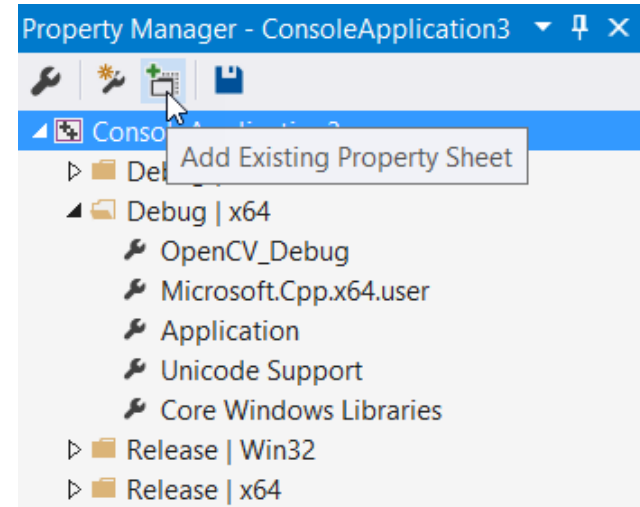 Property Manager - ConsoleApplication3
Add Existing Property Sheet
Debug | x64
OpenCV_Debug
Microsoft.Cpp.x64.user
Application
Unicode Support
Core Windows Libraries
Release | Win32
Release | x64